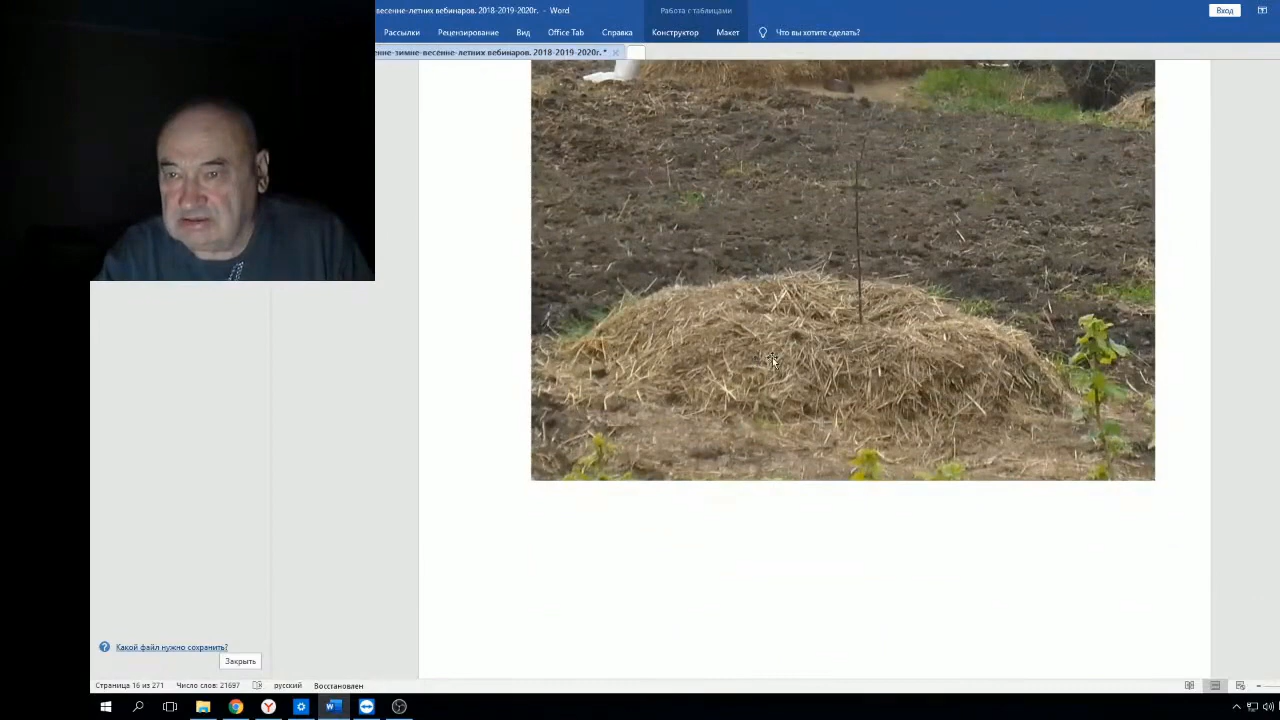 весенне-летних вебинаров. 2018-2019-2020г. - Word
Работа с таблицами
Вход
Рассылки Рецензирование Вид Office Tab Справка Конструктор Макет Что вы хотите сделать?
нне-зимне-весенне-летних вебинаров. 2018-2019-2020г. *
Какой файл нужно сохранить?
Закрыть
Страница 16 из 271 Число слов: 21697 русский Восстановлен